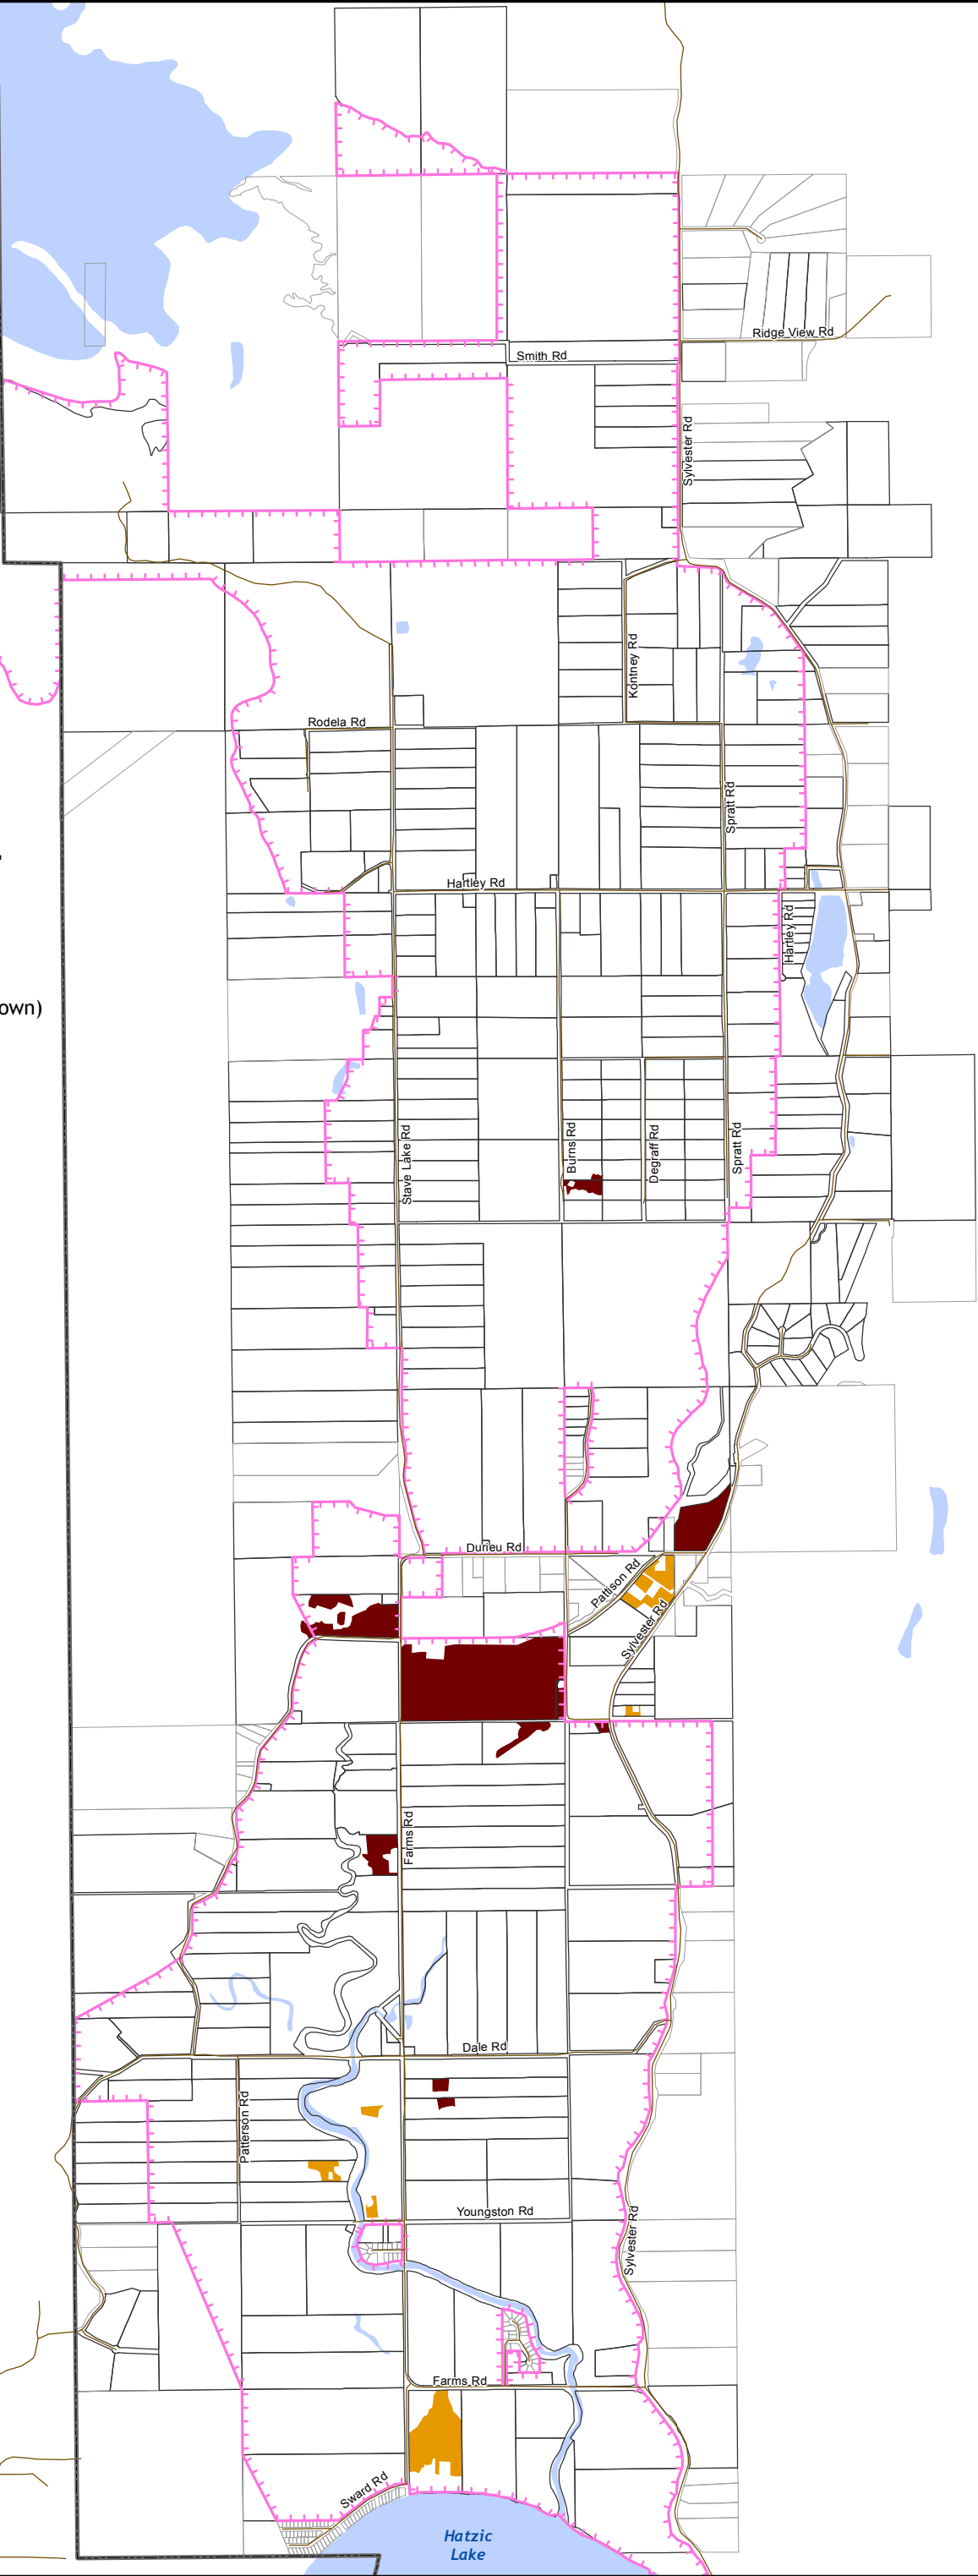 Ridge View Rd
Smith Rd
Sylvester Rd
Kontney Rd
Rodela Rd
Spratt Rd
Hartley Rd
Hartley Rd
own)
Stave Lake Rd
Burns Rd
Degraff Rd
Spratt Rd
Duneu Rd
Pattison Rd
Sylvester Rd
Farms Rd
Dale Rd
Patterson Rd
Youngston Rd
Sylvester Rd
Farms Rd
Sward Rd
Hatzic
Lake